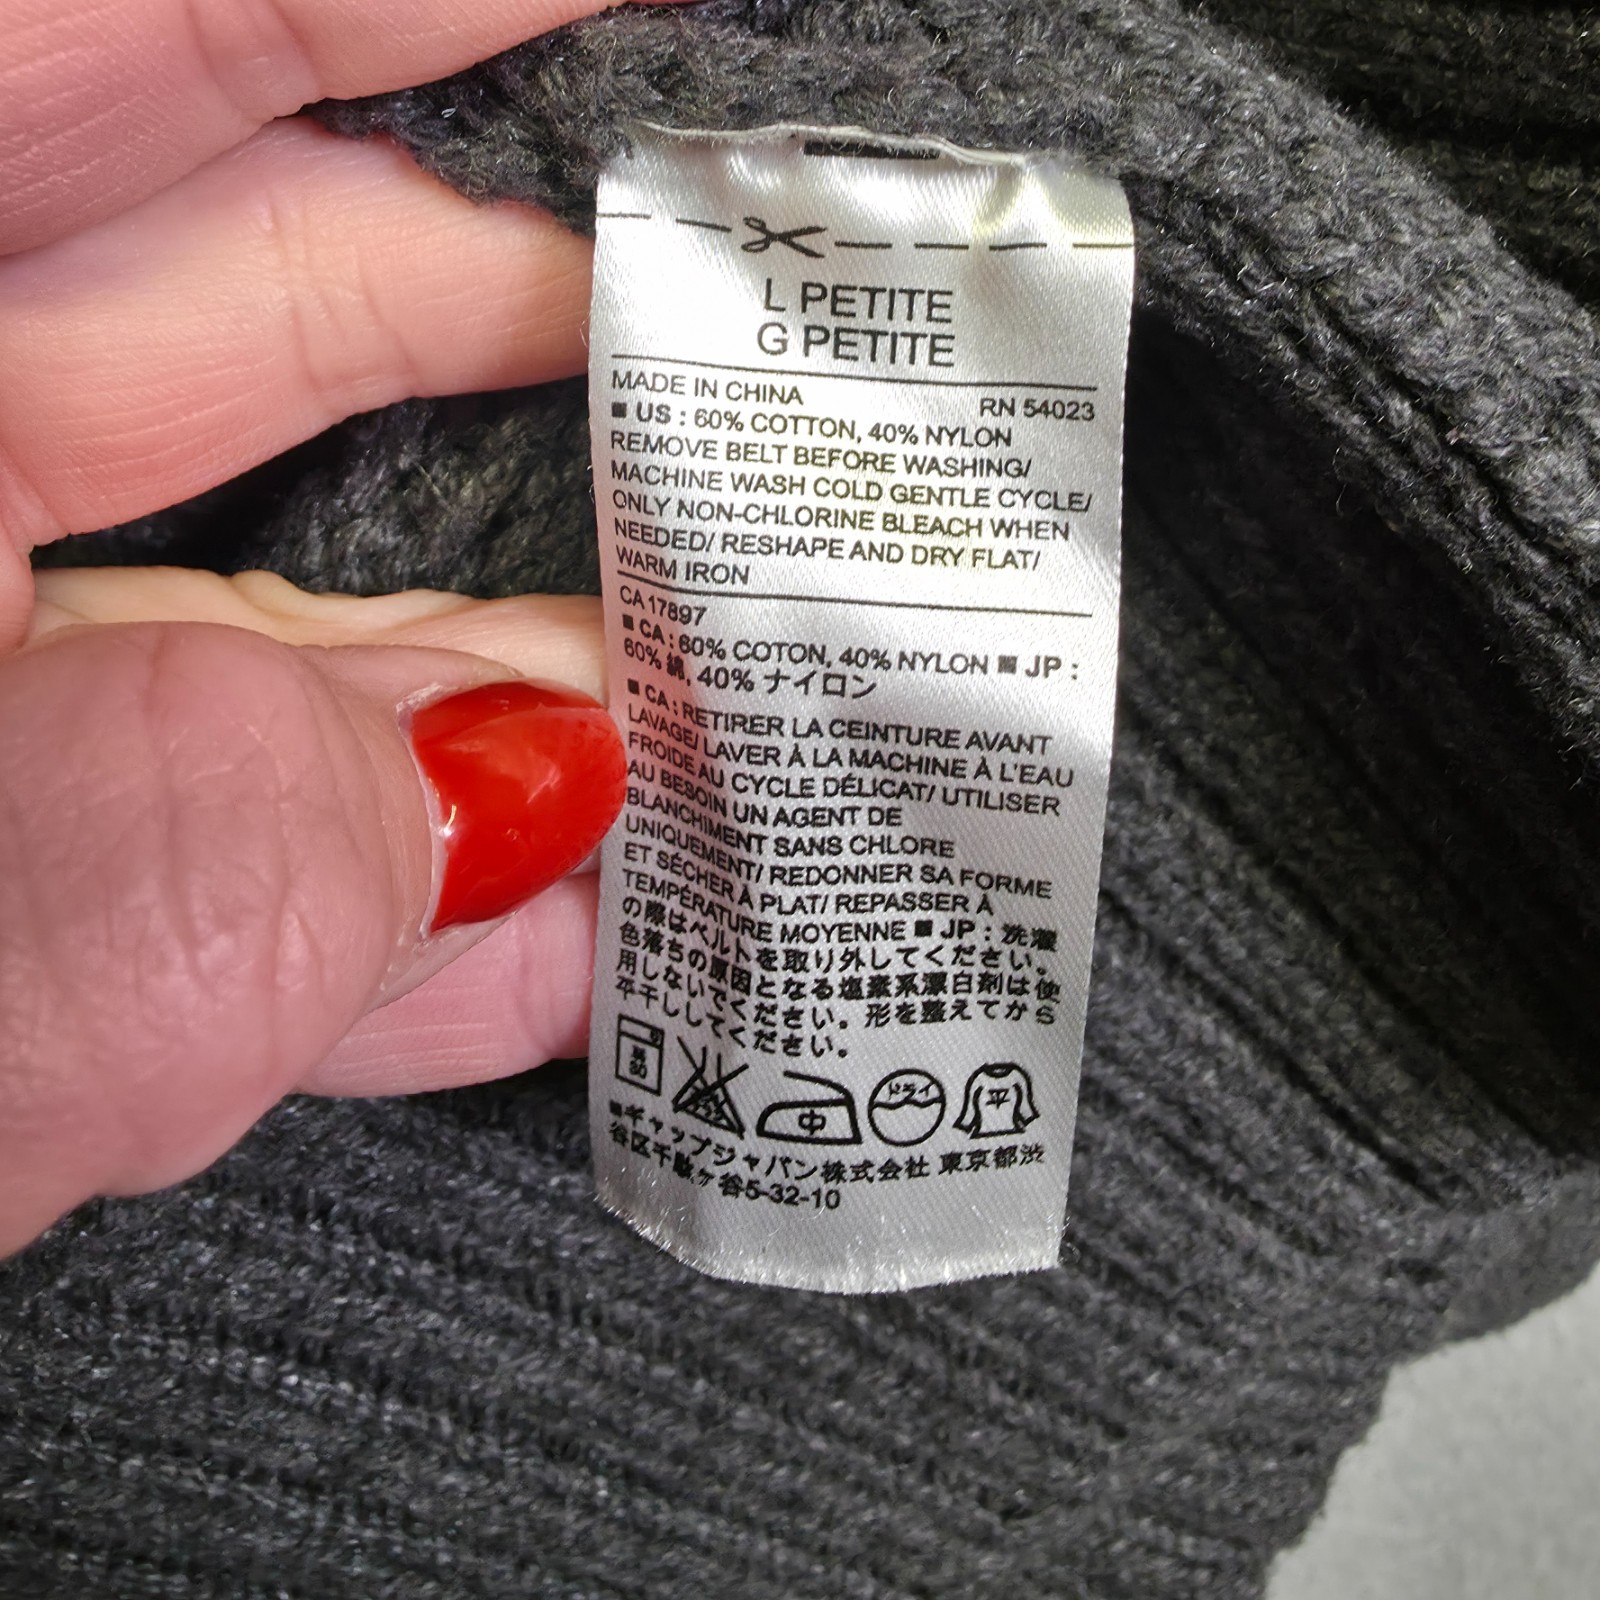 L PETITE
G PETITE
MADE IN CHINA
RN 54023
■ US : 60% COTTON, 40% NYLON
REMOVE BELT BEFORE WASHING/
MACHINE WASH COLD GENTLE CYCLE/
ONLY NON-CHLORINE BLEACH WHEN
NEEDED/ RESHAPE AND DRY FLAT/
WARM IRON
CA 17897
■ CA : 60% COTON, 40% NYLON ■ JP :
60% 綿, 40% ナイロン
■ CA : RETIRER LA CEINTURE AVANT
LAVAGE/ LAVER À LA MACHINE À L'EAU
FROIDE AU CYCLE DÉLICAT/ UTILISER
AU BESOIN UN AGENT DE
BLANCHIMENT SANS CHLORE
UNIQUEMENT/ REDONNER SA FORME
ET SÉCHER À PLAT/ REPASSER À
TEMPÉRATURE MOYENNE ■ JP : 洗濯
の際はベルトを取り外してください。
色落ちの原因となる塩素系漂白剤は使
用しないでください。形を整えてから
平干ししてください。
30
中
ドライ
平
■ギャップジャパン株式会社 東京都渋
谷区千駄ヶ谷5-32-10